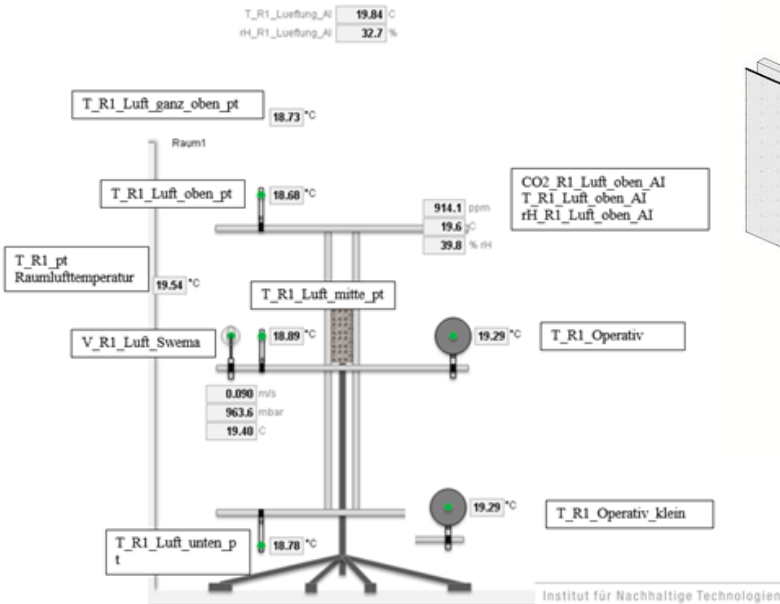 T_R1_Lueftung_AI 19.84 C
rH_R1_Lueftung_AI 32.7 %
T_R1_Luft_ganz_oben_pt
18.73 °C
Raum1
T_R1_Luft_oben_pt
18.68 °C
CO2_R1_Luft_oben_AI
T_R1_Luft_oben_AI
rH_R1_Luft_oben_AI
914.1 ppm
19.6 °C
39.8 % rH
T_R1_pt
Raumlufttemperatur
19.54 °C
T_R1_Luft_mitte_pt
V_R1_Luft_Swema
18.89 °C
19.29 °C
T_R1_Operativ
0.090 m/s
963.6 mbar
19.40 C
19.29 °C
T_R1_Operativ_klein
T_R1_Luft_unten_p
t
18.78 °C
Institut für Nachhaltige Technologien